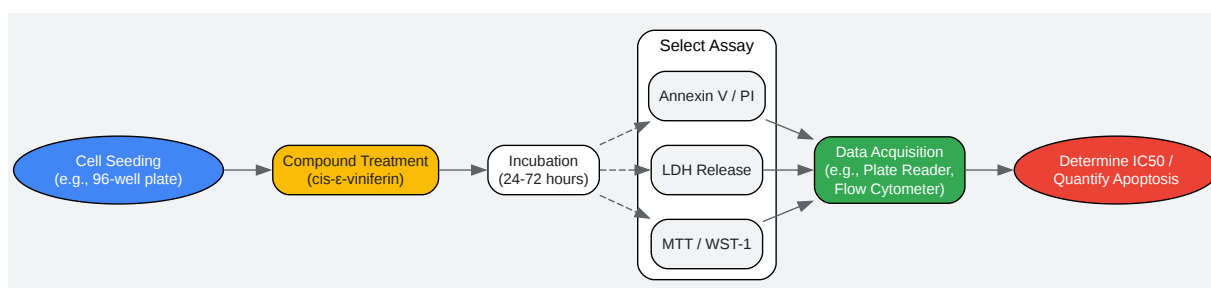 Cell Seeding
(e.g., 96-well plate)
Compound Treatment
(cis-ε-viniferin)
Incubation
(24-72 hours)
Select Assay
Annexin V / PI
LDH Release
MTT / WST-1
Data Acquisition
(e.g., Plate Reader,
Flow Cytometer)
Determine IC50 /
Quantify Apoptosis